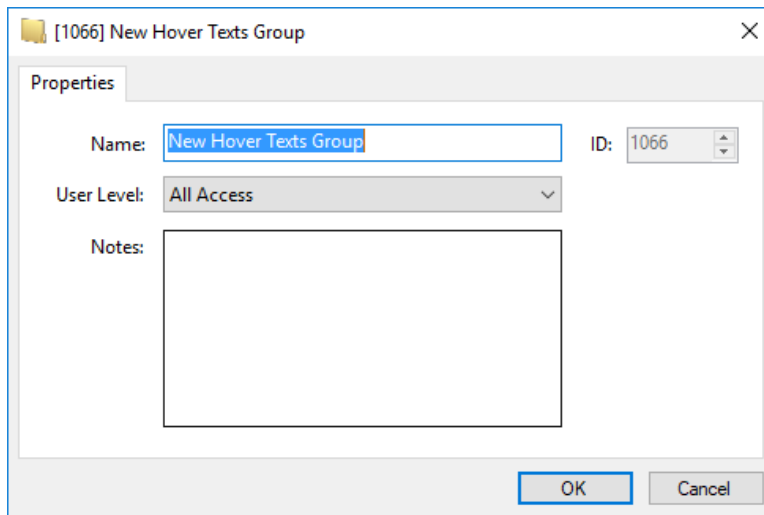 [1066] New Hover Texts Group
Properties
Name: New Hover Texts Group ID: 1066
User Level: All Access
Notes:
OK Cancel